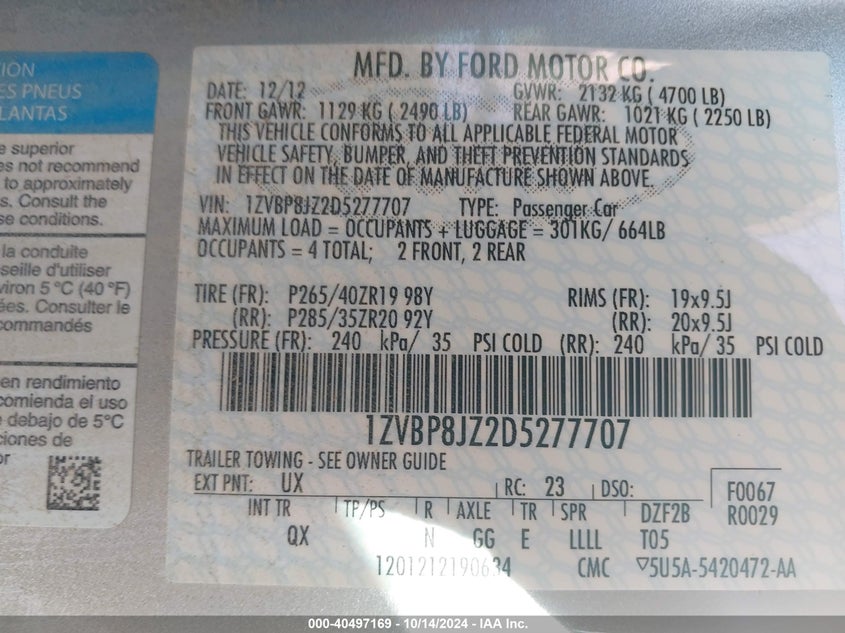 CIÓN
ES PNEUS
LANTAS
e superior
es not recommend
to approximately
Consult the
se conditions.
la conduite
seille d'utiliser
viron 5 °C (40 °F)
ées. Consulter le
commandés
en rendimiento
comienda el uso
debajo de 5°C
ciones de
or
MFD. BY FORD MOTOR CO.
DATE: 12/12 GVWR: 2132 KG ( 4700 LB)
FRONT GAWR: 1129 KG ( 2490 LB) REAR GAWR: 1021 KG ( 2250 LB)
THIS VEHICLE CONFORMS TO ALL APPLICABLE FEDERAL MOTOR
VEHICLE SAFETY, BUMPER, AND THEFT PREVENTION STANDARDS
IN EFFECT ON THE DATE OF MANUFACTURE SHOWN ABOVE.
VIN: 1ZVBP8JZ2D5277707 TYPE: Passenger Car
MAXIMUM LOAD = OCCUPANTS + LUGGAGE = 301KG/ 664LB
OCCUPANTS = 4 TOTAL; 2 FRONT, 2 REAR
TIRE (FR): P265/40ZR19 98Y RIMS (FR): 19x9.5J
(RR): P285/35ZR20 92Y (RR): 20x9.5J
PRESSURE (FR): 240 kPa/ 35 PSI COLD (RR): 240 kPa/ 35 PSI COLD
1ZVBP8JZ2D5277707
TRAILER TOWING - SEE OWNER GUIDE
EXT PNT: UX RC: 23 DSO: F0067
INT TR TP/PS R AXLE TR SPR DZF2B R0029
QX N GG E LLLL T05
1201212190634 CMC 5U5A-5420472-AA
000-40497169 - 10/14/2024 - IAA Inc.